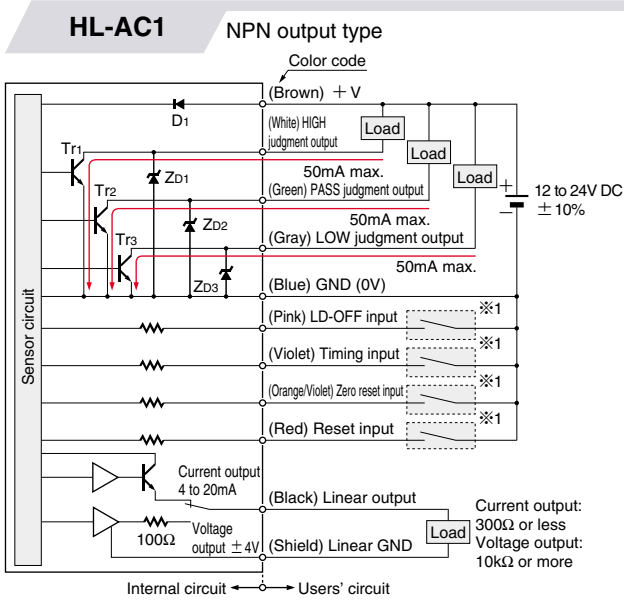 HL-AC1
NPN output type
Color code
(Brown) +V
D1
(White) HIGH
judgment output
Load
Tr1
50mA max.
ZD1
Load
(Green) PASS judgment output
Load
+
12 to 24V DC
− ±10%
Tr2
50mA max.
ZD2
(Gray) LOW judgment output
Tr3
50mA max.
ZD3
(Blue) GND (0V)
Sensor circuit
(Pink) LD-OFF input
※1
(Violet) Timing input
※1
(Orange/Violet) Zero reset input
※1
(Red) Reset input
※1
Current output
4 to 20mA
(Black) Linear output
Load
Current output:
300Ω or less
Voltage output:
10kΩ or more
100Ω
Voltage
output ±4V
(Shield) Linear GND
Internal circuit
Users' circuit